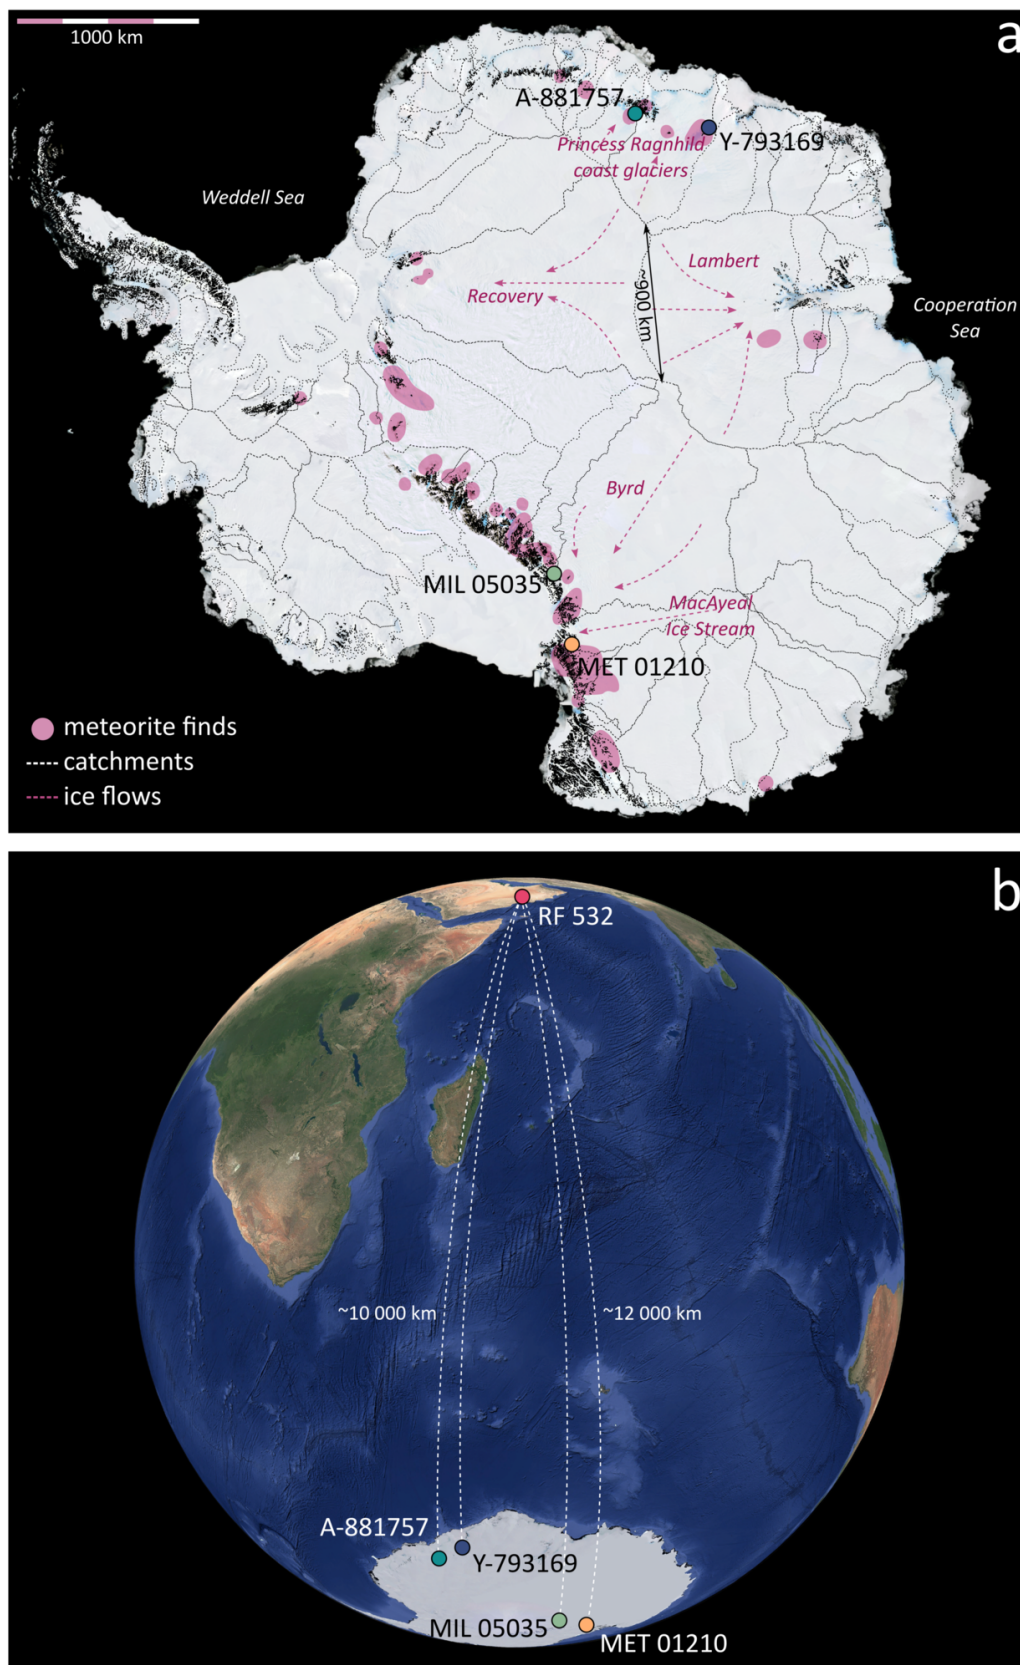 a
1000 km
A-881757
Y-793169
Princess Ragnhild
coast glaciers
Weddell Sea
Lambert
Recovery
~900 km
Cooperation
Sea
Byrd
MIL 05035
MacAyeal
Ice Stream
MET 01210
meteorite finds
catchments
ice flows
b
RF 532
~10 000 km
~12 000 km
A-881757
Y-793169
MIL 05035
MET 01210